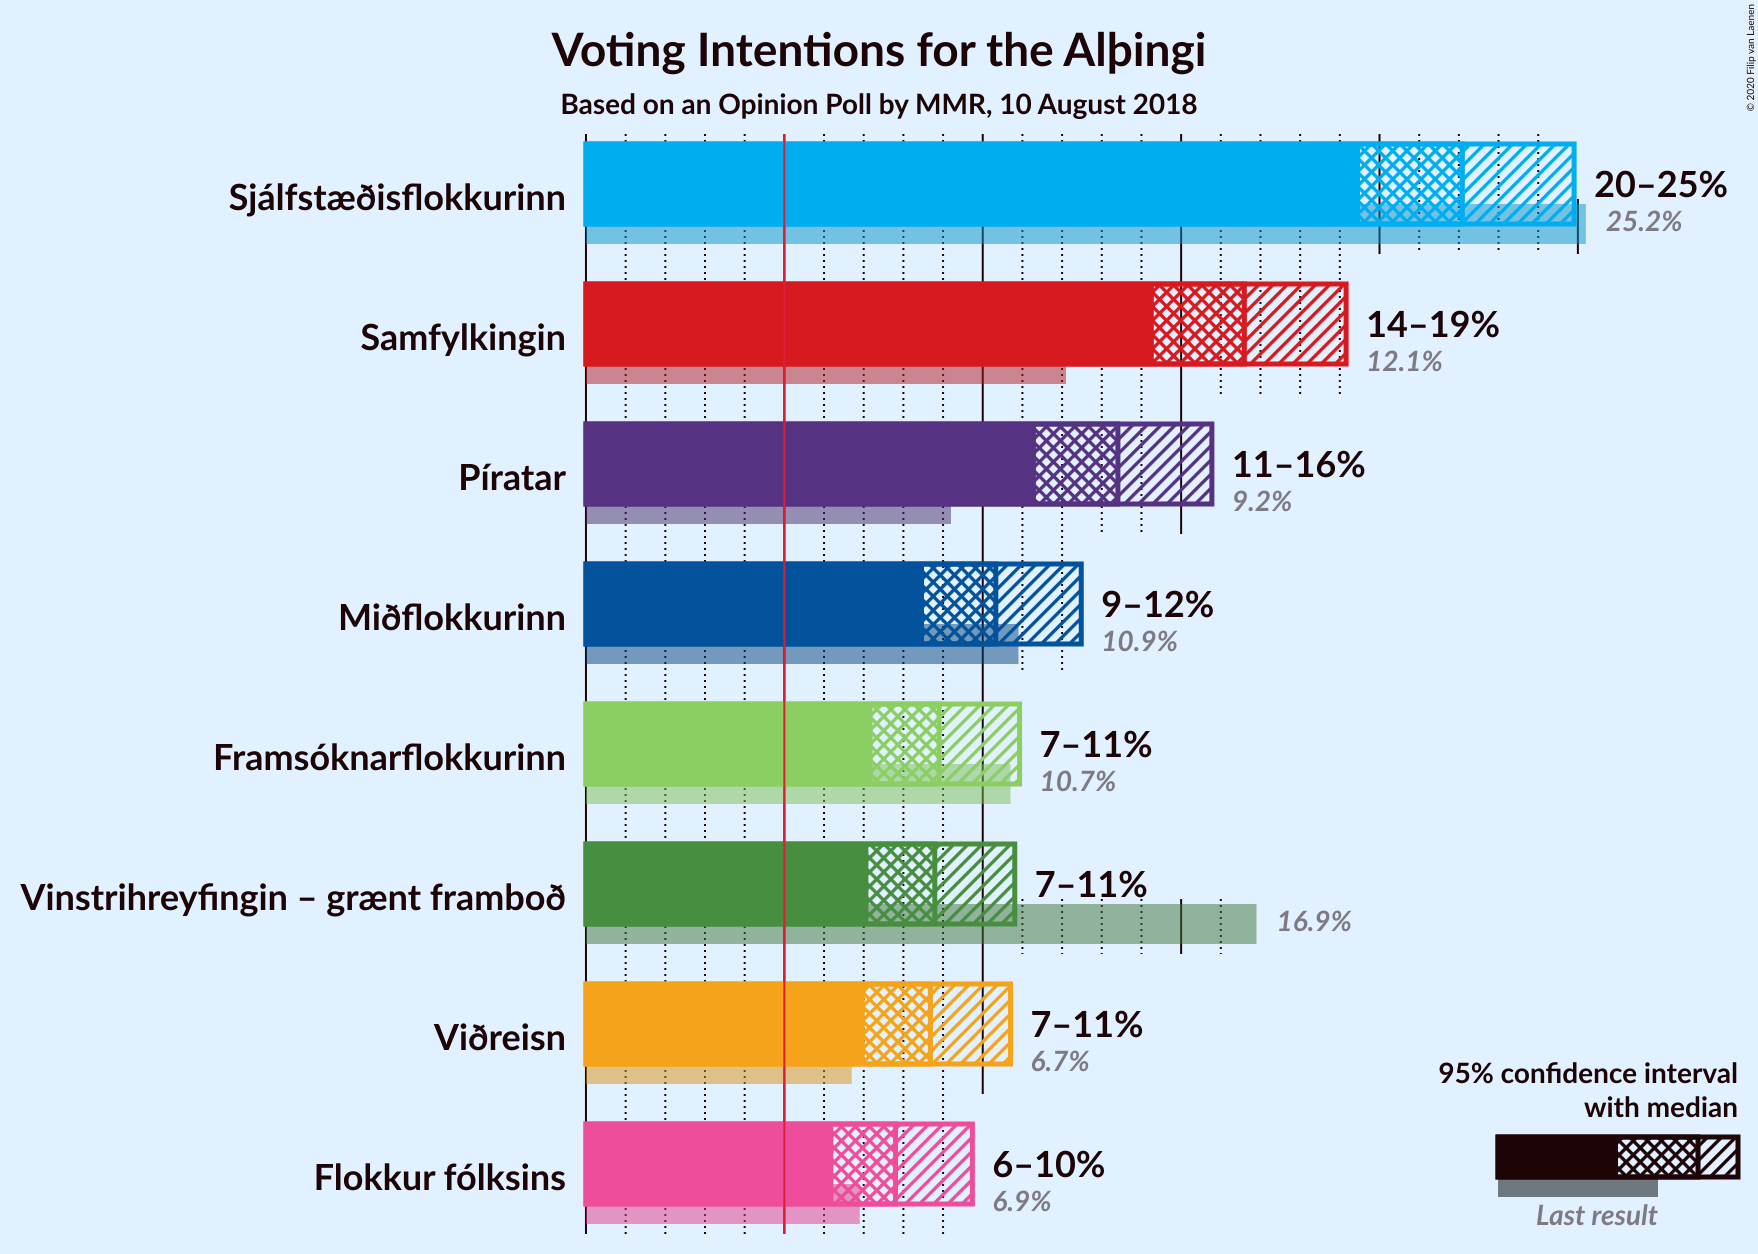 Voting Intentions for the Alþingi
Based on an Opinion Poll by MMR, 10 August 2018
© 2020 Filip van Laenen
Sjálfstæðisflokkurinn
20–25%
25.2%
Samfylkingin
14–19%
12.1%
Píratar
11–16%
9.2%
Miðflokkurinn
9–12%
10.9%
Framsóknarflokkurinn
7–11%
10.7%
Vinstrihreyfingin – grænt framboð
7–11%
16.9%
Viðreisn
7–11%
6.7%
Flokkur fólksins
6–10%
6.9%
95% confidence interval
with median
Last result